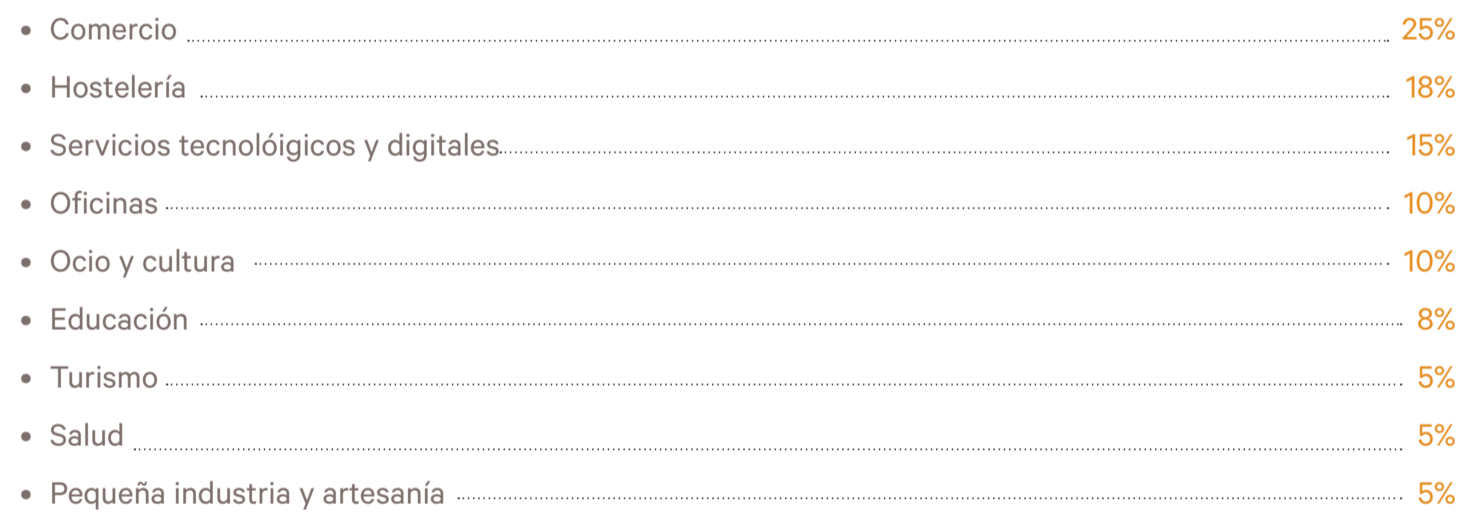 • Comercio 25%
• Hostelería 18%
• Servicios tecnolóigicos y digitales 15%
• Oficinas 10%
• Ocio y cultura 10%
• Educación 8%
• Turismo 5%
• Salud 5%
• Pequeña industria y artesanía 5%